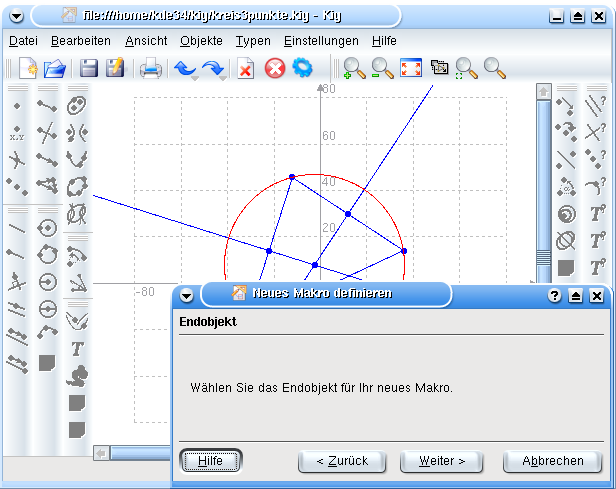 file:///home/kde34/kig/kreis3punkte.kig - Kig
Datei Bearbeiten Ansicht Objekte Typen Einstellungen Hilfe
x,y
T
80
60
40
20
-80
Neues Makro definieren
Endobjekt
Wählen Sie das Endobjekt für Ihr neues Makro.
Hilfe < Zurück Weiter > Abbrechen